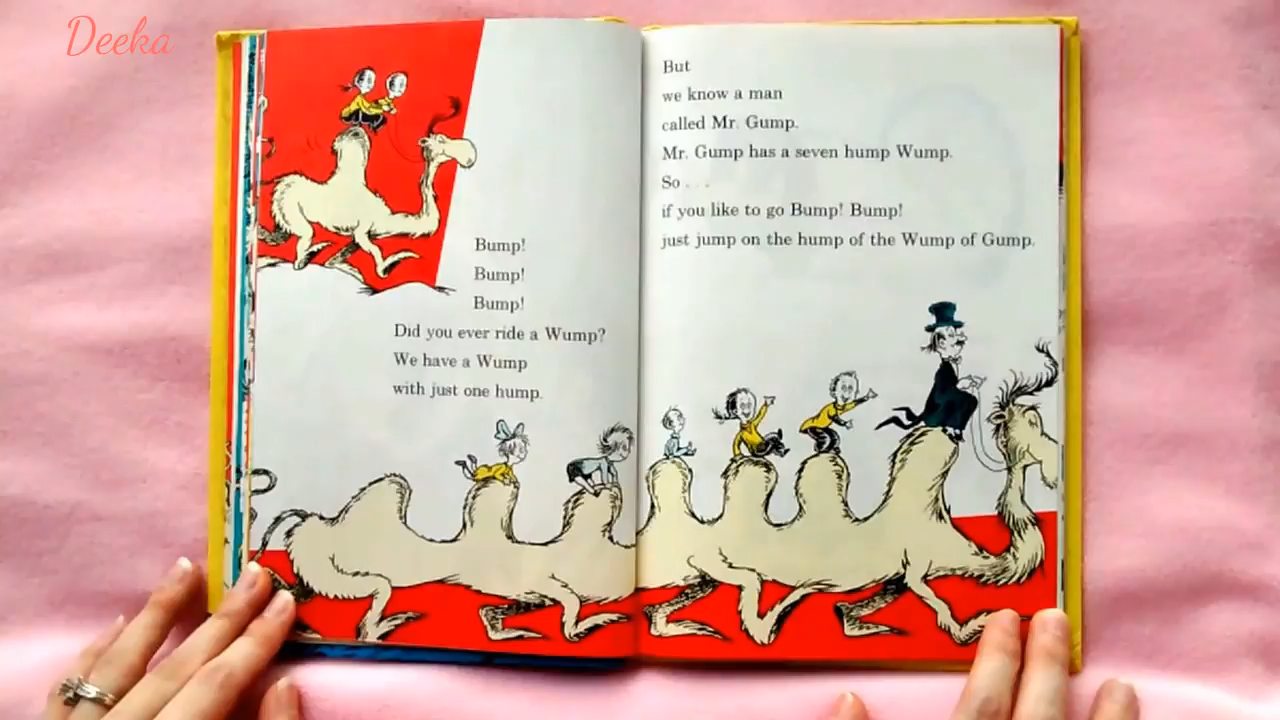 Deeka
Bump!
Bump!
Bump!
Did you ever ride a Wump?
We have a Wump
with just one hump.
But
we know a man
called Mr. Gump.
Mr. Gump has a seven hump Wump.
So . . .
if you like to go Bump! Bump!
just jump on the hump of the Wump of Gump.